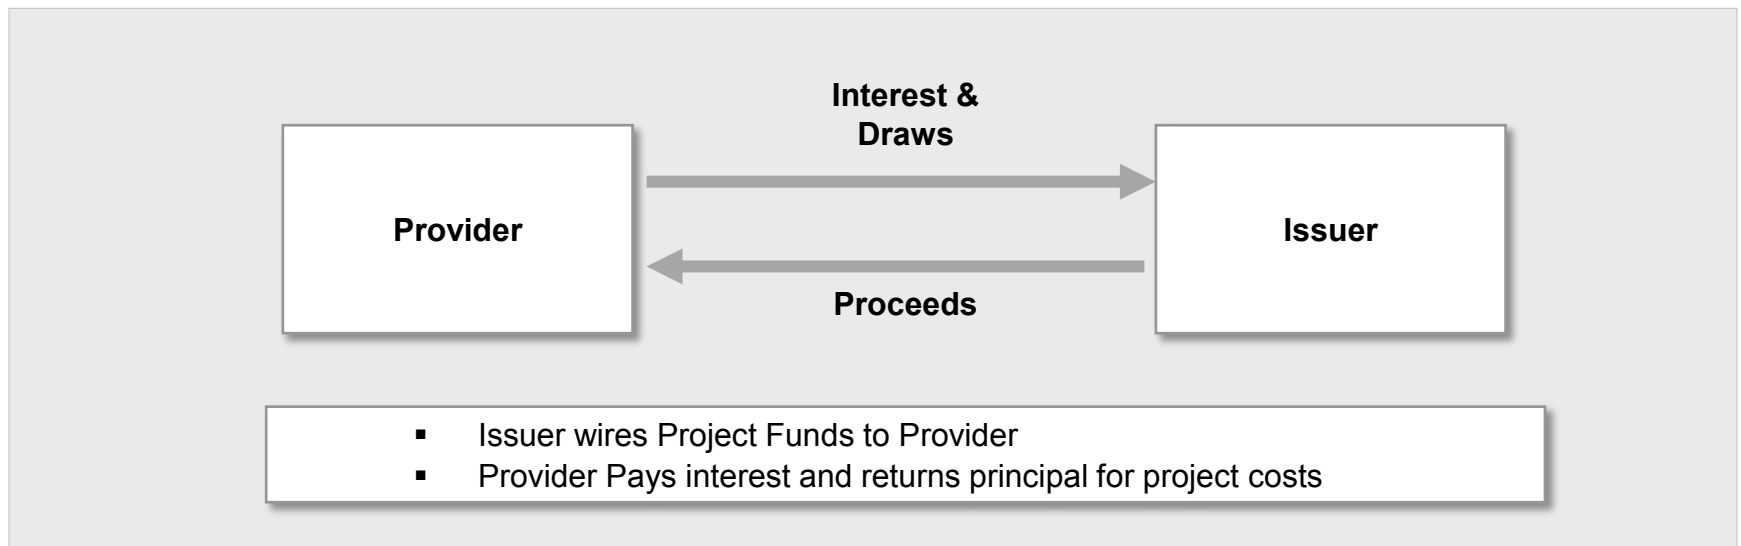 Interest &
Draws
Provider
Issuer
Proceeds
▪ Issuer wires Project Funds to Provider
▪ Provider Pays interest and returns principal for project costs